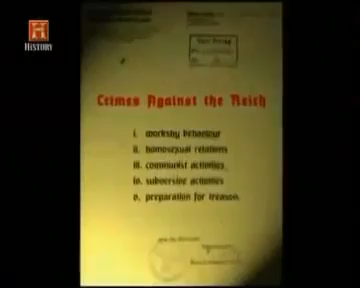 H
HISTORY
Crimes Against the Reich
i. workshy behaviour
ii. homosexual relations
iii. communist activities
iv. subversive activities
v. preparation for treason.